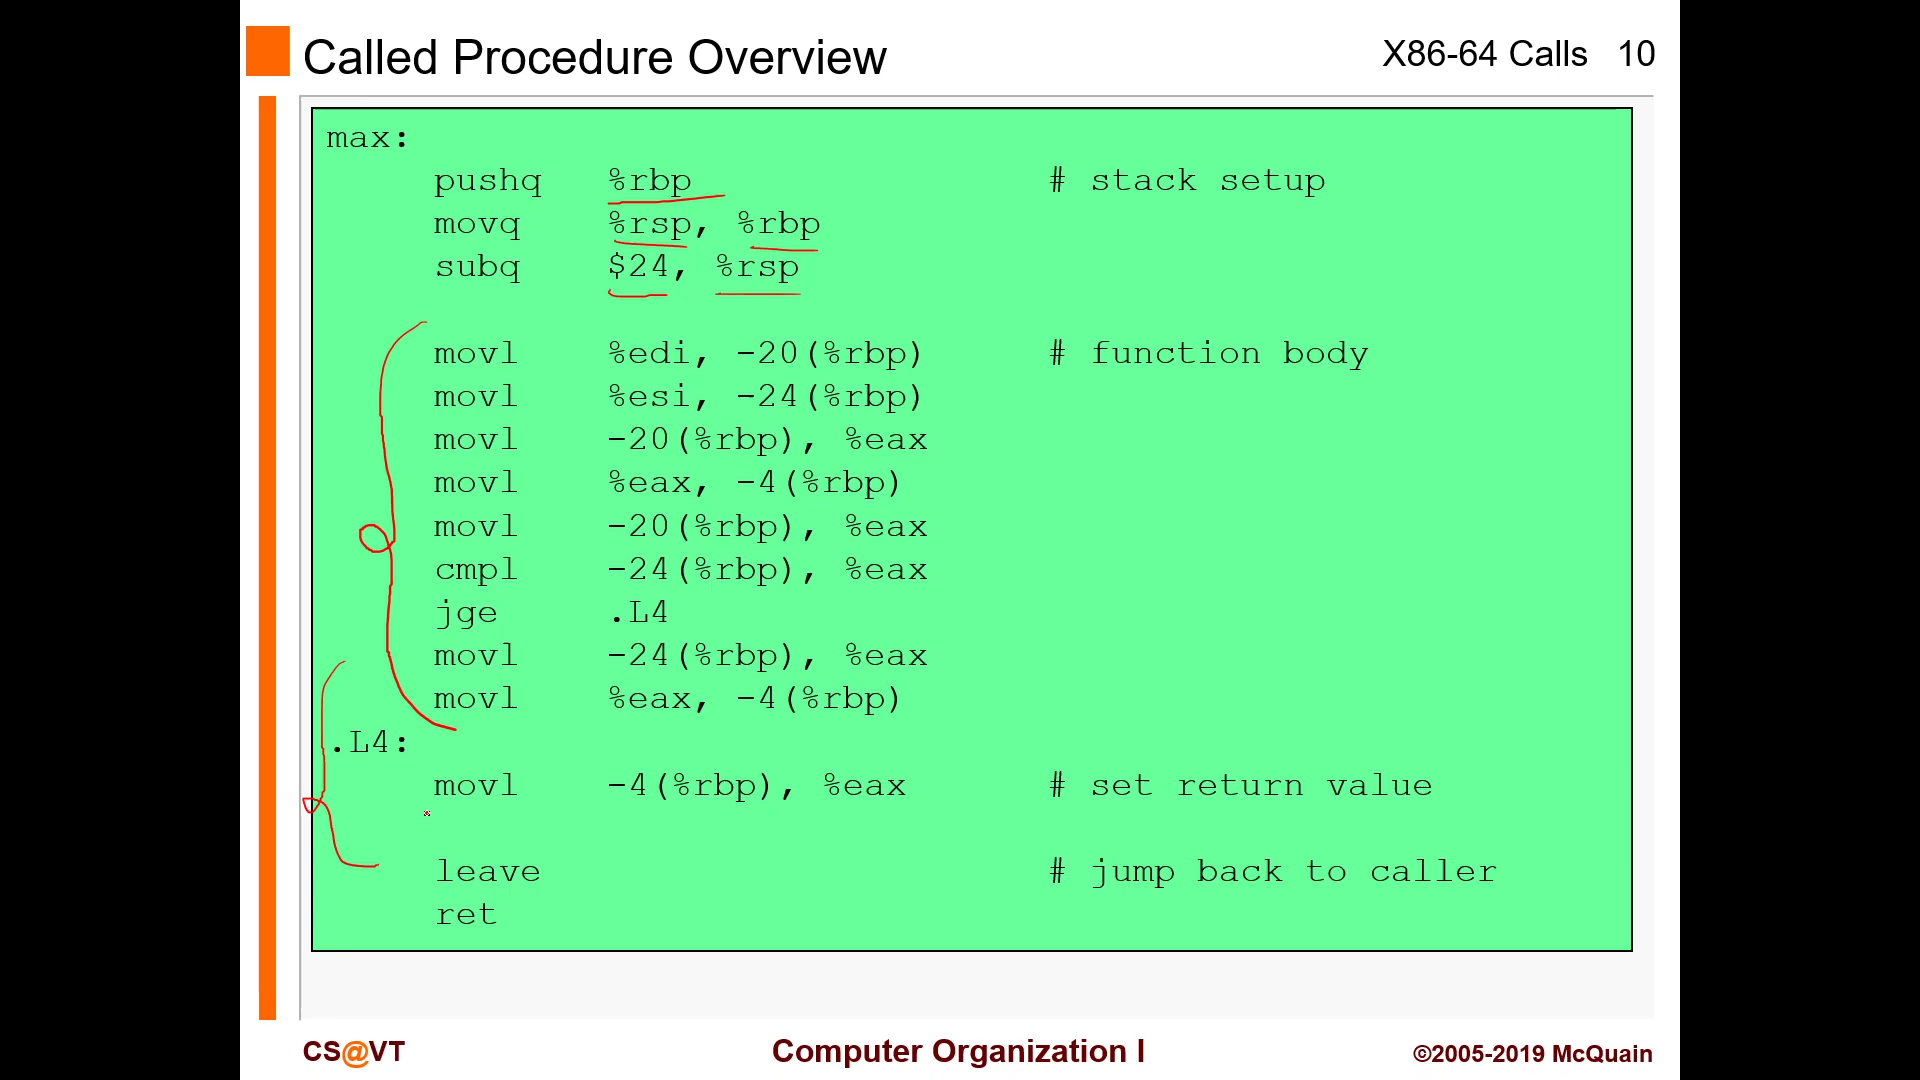 Called Procedure Overview
X86-64 Calls 10
max:
pushq %rbp # stack setup
movq %rsp, %rbp
subq $24, %rsp
movl %edi, -20(%rbp) # function body
movl %esi, -24(%rbp)
movl -20(%rbp), %eax
movl %eax, -4(%rbp)
movl -20(%rbp), %eax
cmpl -24(%rbp), %eax
jge .L4
movl -24(%rbp), %eax
movl %eax, -4(%rbp)
.L4:
movl -4(%rbp), %eax # set return value
leave # jump back to caller
ret
CS@VT
Computer Organization I
©2005-2019 McQuain